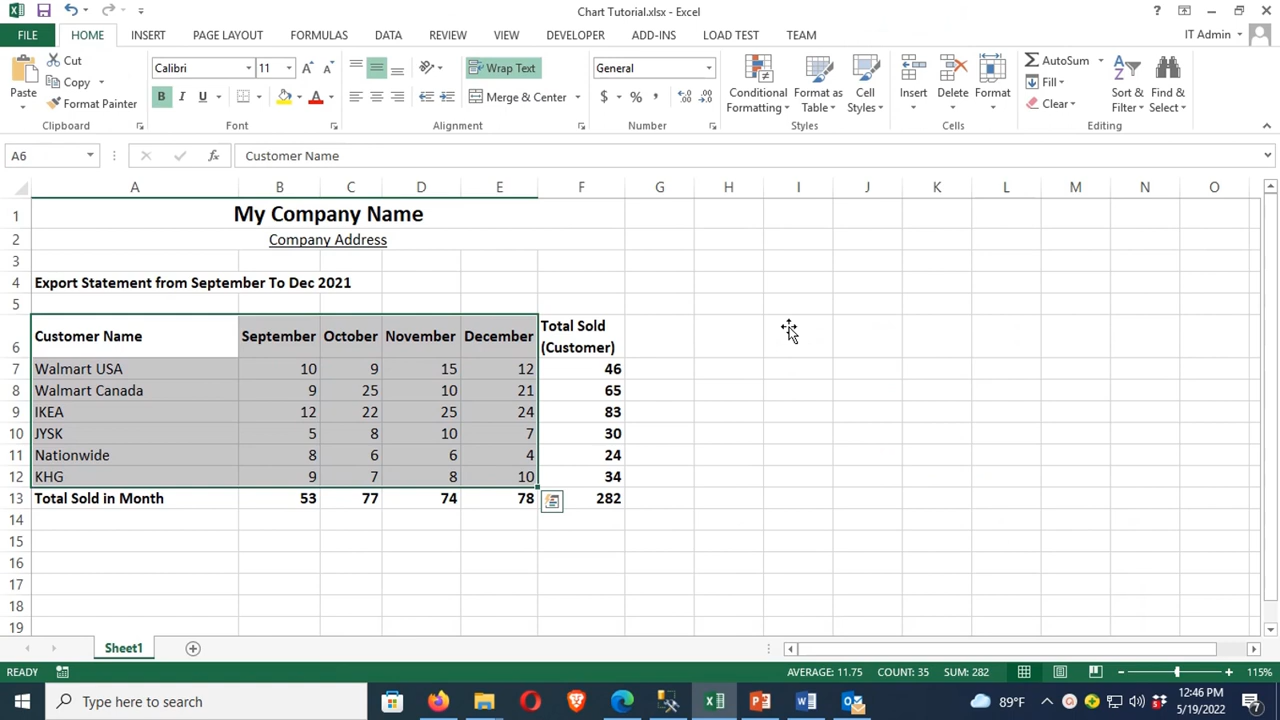 Chart Tutorial.xlsx - Excel
FILE HOME INSERT PAGE LAYOUT FORMULAS DATA REVIEW VIEW DEVELOPER ADD-INS LOAD TEST TEAM IT Admin
Paste
Cut
Copy
Format Painter
Clipboard
Calibri 11
B I U A
Font
Wrap Text
Merge & Center
Alignment
General
$ % ,
Number
Conditional Formatting
Format as Table
Cell Styles
Styles
Insert Delete Format
Cells
AutoSum
Fill
Clear
Sort & Filter
Find & Select
Editing
A6 fx Customer Name
A B C D E F G H I J K L M N O
1 My Company Name
2 Company Address
3
4 Export Statement from September To Dec 2021
5
6 Customer Name September October November December Total Sold (Customer)
7 Walmart USA 10 9 15 12 46
8 Walmart Canada 9 25 10 21 65
9 IKEA 12 22 25 24 83
10 JYSK 5 8 10 7 30
11 Nationwide 8 6 6 4 24
12 KHG 9 7 8 10 34
13 Total Sold in Month 53 77 74 78 282
14
15
16
17
18
19
Sheet1
READY AVERAGE: 11.75 COUNT: 35 SUM: 282 115%
Type here to search 89°F 12:46 PM
5/19/2022 7